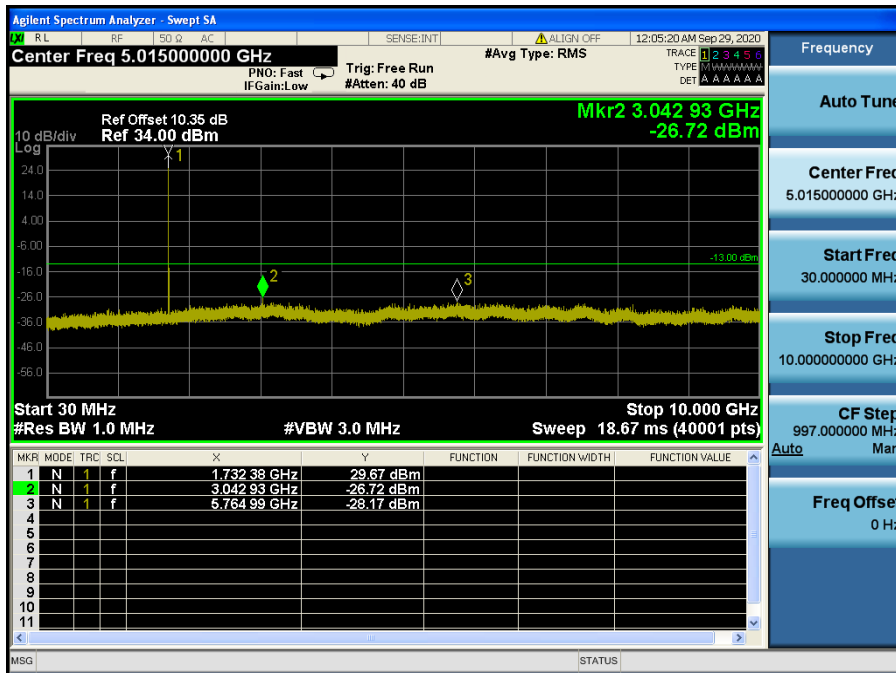 Agilent Spectrum Analyzer - Swept SA
LXI RL RF 50 Ω AC SENSE:INT ALIGN OFF 12:05:20 AM Sep 29, 2020
Center Freq 5.015000000 GHz
PNO: Fast
IFGain:Low
Trig: Free Run
#Atten: 40 dB
#Avg Type: RMS
TRACE 1 2 3 4 5 6
TYPE M WWWWW
DET A A A A A A
Frequency
Mkr2 3.042 93 GHz
-26.72 dBm
Ref Offset 10.35 dB
10 dB/div Ref 34.00 dBm
Log
1
24.0
14.0
4.00
-6.00
-13.00 dBm
-16.0
2
3
-26.0
-36.0
-46.0
-56.0
Start 30 MHz Stop 10.000 GHz
#Res BW 1.0 MHz #VBW 3.0 MHz Sweep 18.67 ms (40001 pts)
MKR MODE TRC SCL X Y FUNCTION FUNCTION WIDTH FUNCTION VALUE
1 N 1 f 1.732 38 GHz 29.67 dBm
2 N 1 f 3.042 93 GHz -26.72 dBm
3 N 1 f 5.764 99 GHz -28.17 dBm
4
5
6
7
8
9
10
11
MSG STATUS
Auto Tune
Center Freq
5.015000000 GHz
Start Freq
30.000000 MHz
Stop Freq
10.000000000 GHz
CF Step
997.000000 MHz
Auto Man
Freq Offset
0 Hz